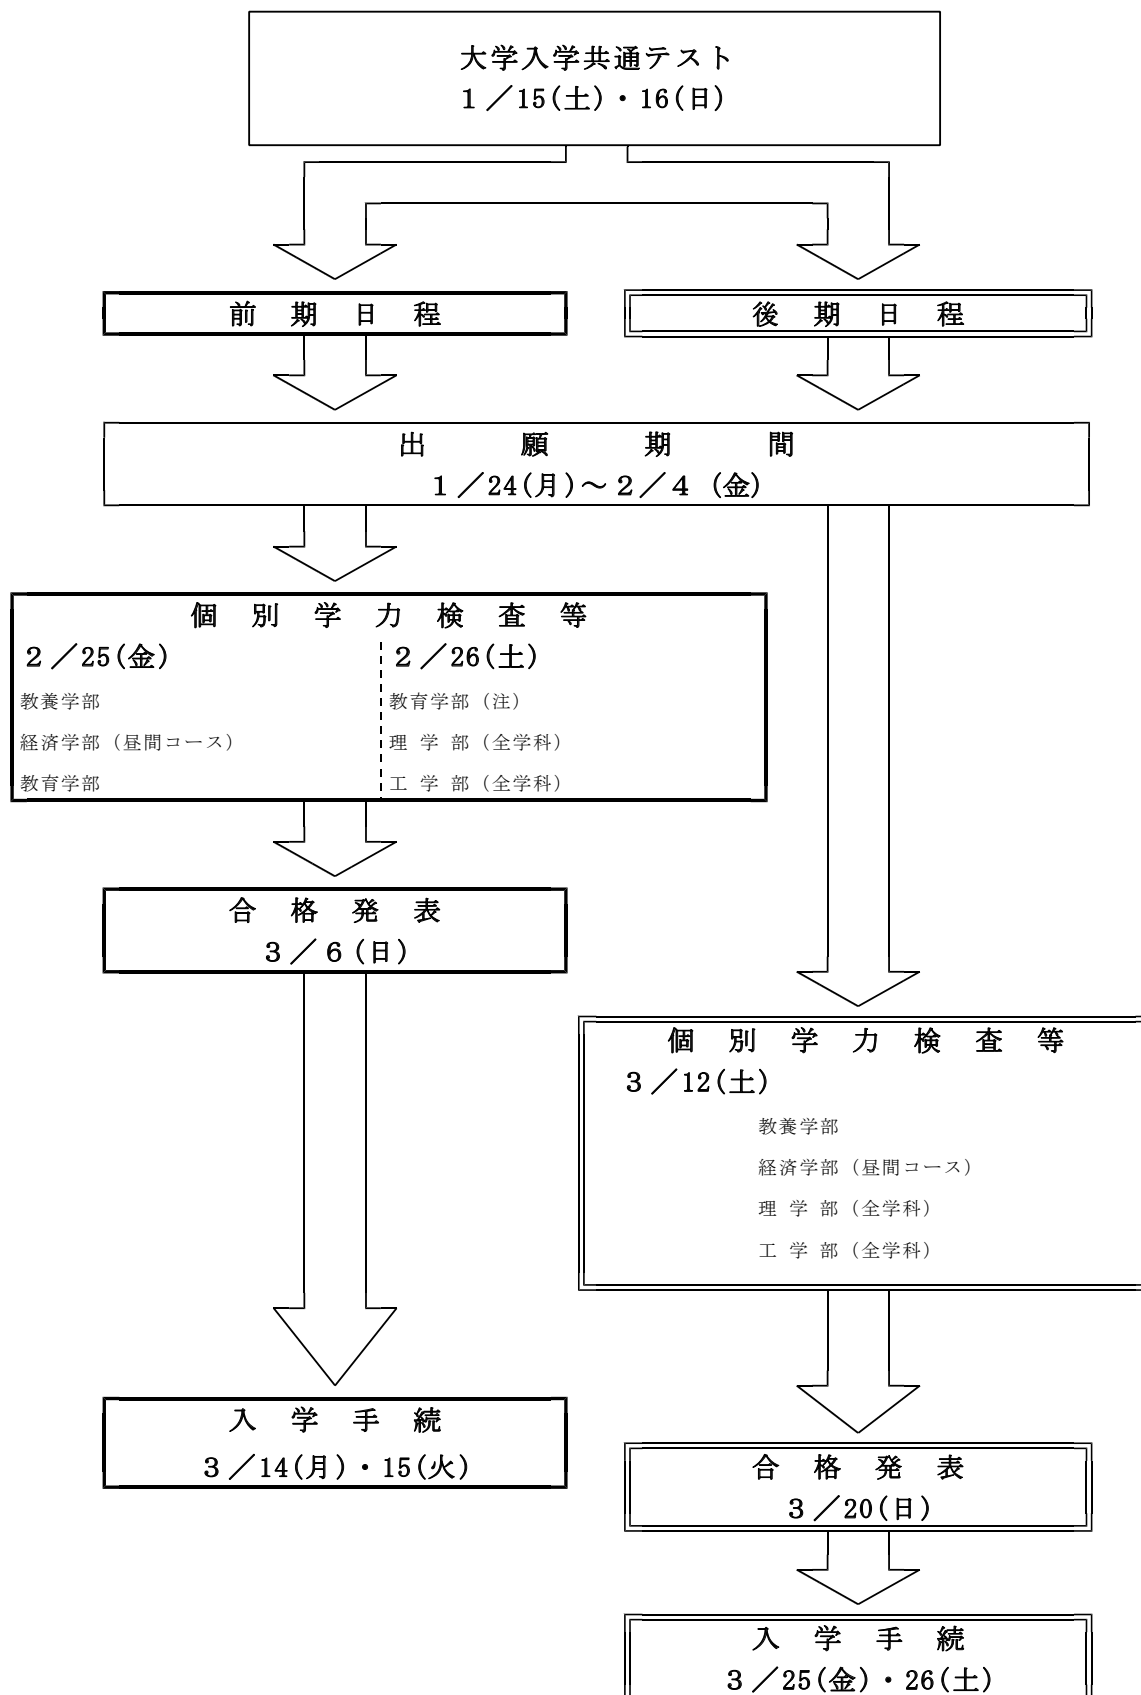 大学入学共通テスト
１／15(土)・16(日)
前　期　日　程
後　期　日　程
出　願　期　間
１／24(月)～２／４ (金)
個　別　学　力　検　査　等
２／25(金)
２／26(土)
教養学部
教育学部（注）
経済学部（昼間コース）
理 学 部（全学科）
教育学部
工 学 部（全学科）
合　格　発　表
３／６(日)
個　別　学　力　検　査　等
３／12(土)
教養学部
経済学部（昼間コース）
理 学 部（全学科）
工 学 部（全学科）
入　学　手　続
３／14(月)・15(火)
合　格　発　表
３／20(日)
入　学　手　続
３／25(金)・26(土)